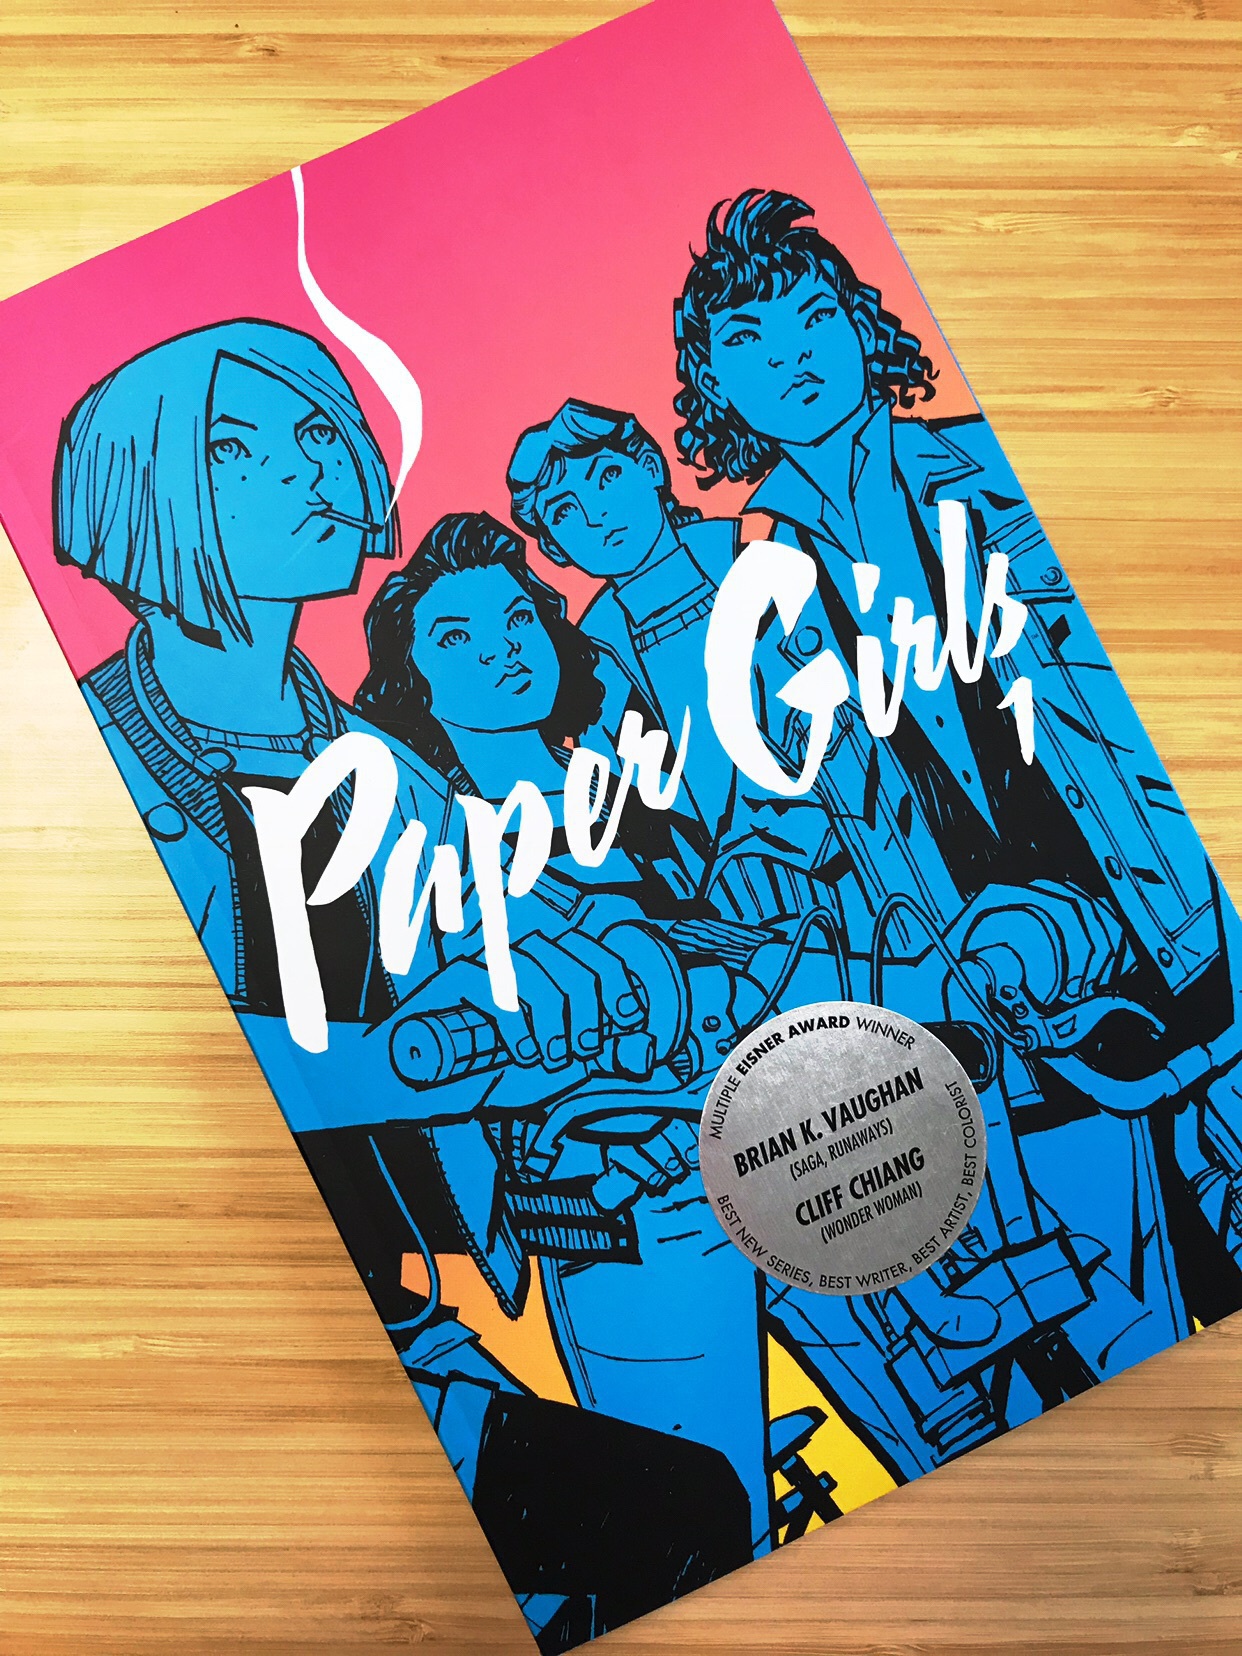 Paper Girls
1
MULTIPLE EISNER AWARD WINNER
BRIAN K. VAUGHAN
(SAGA, RUNAWAYS)
CLIFF CHIANG
(WONDER WOMAN)
BEST NEW SERIES, BEST WRITER, BEST ARTIST, BEST COLORIST